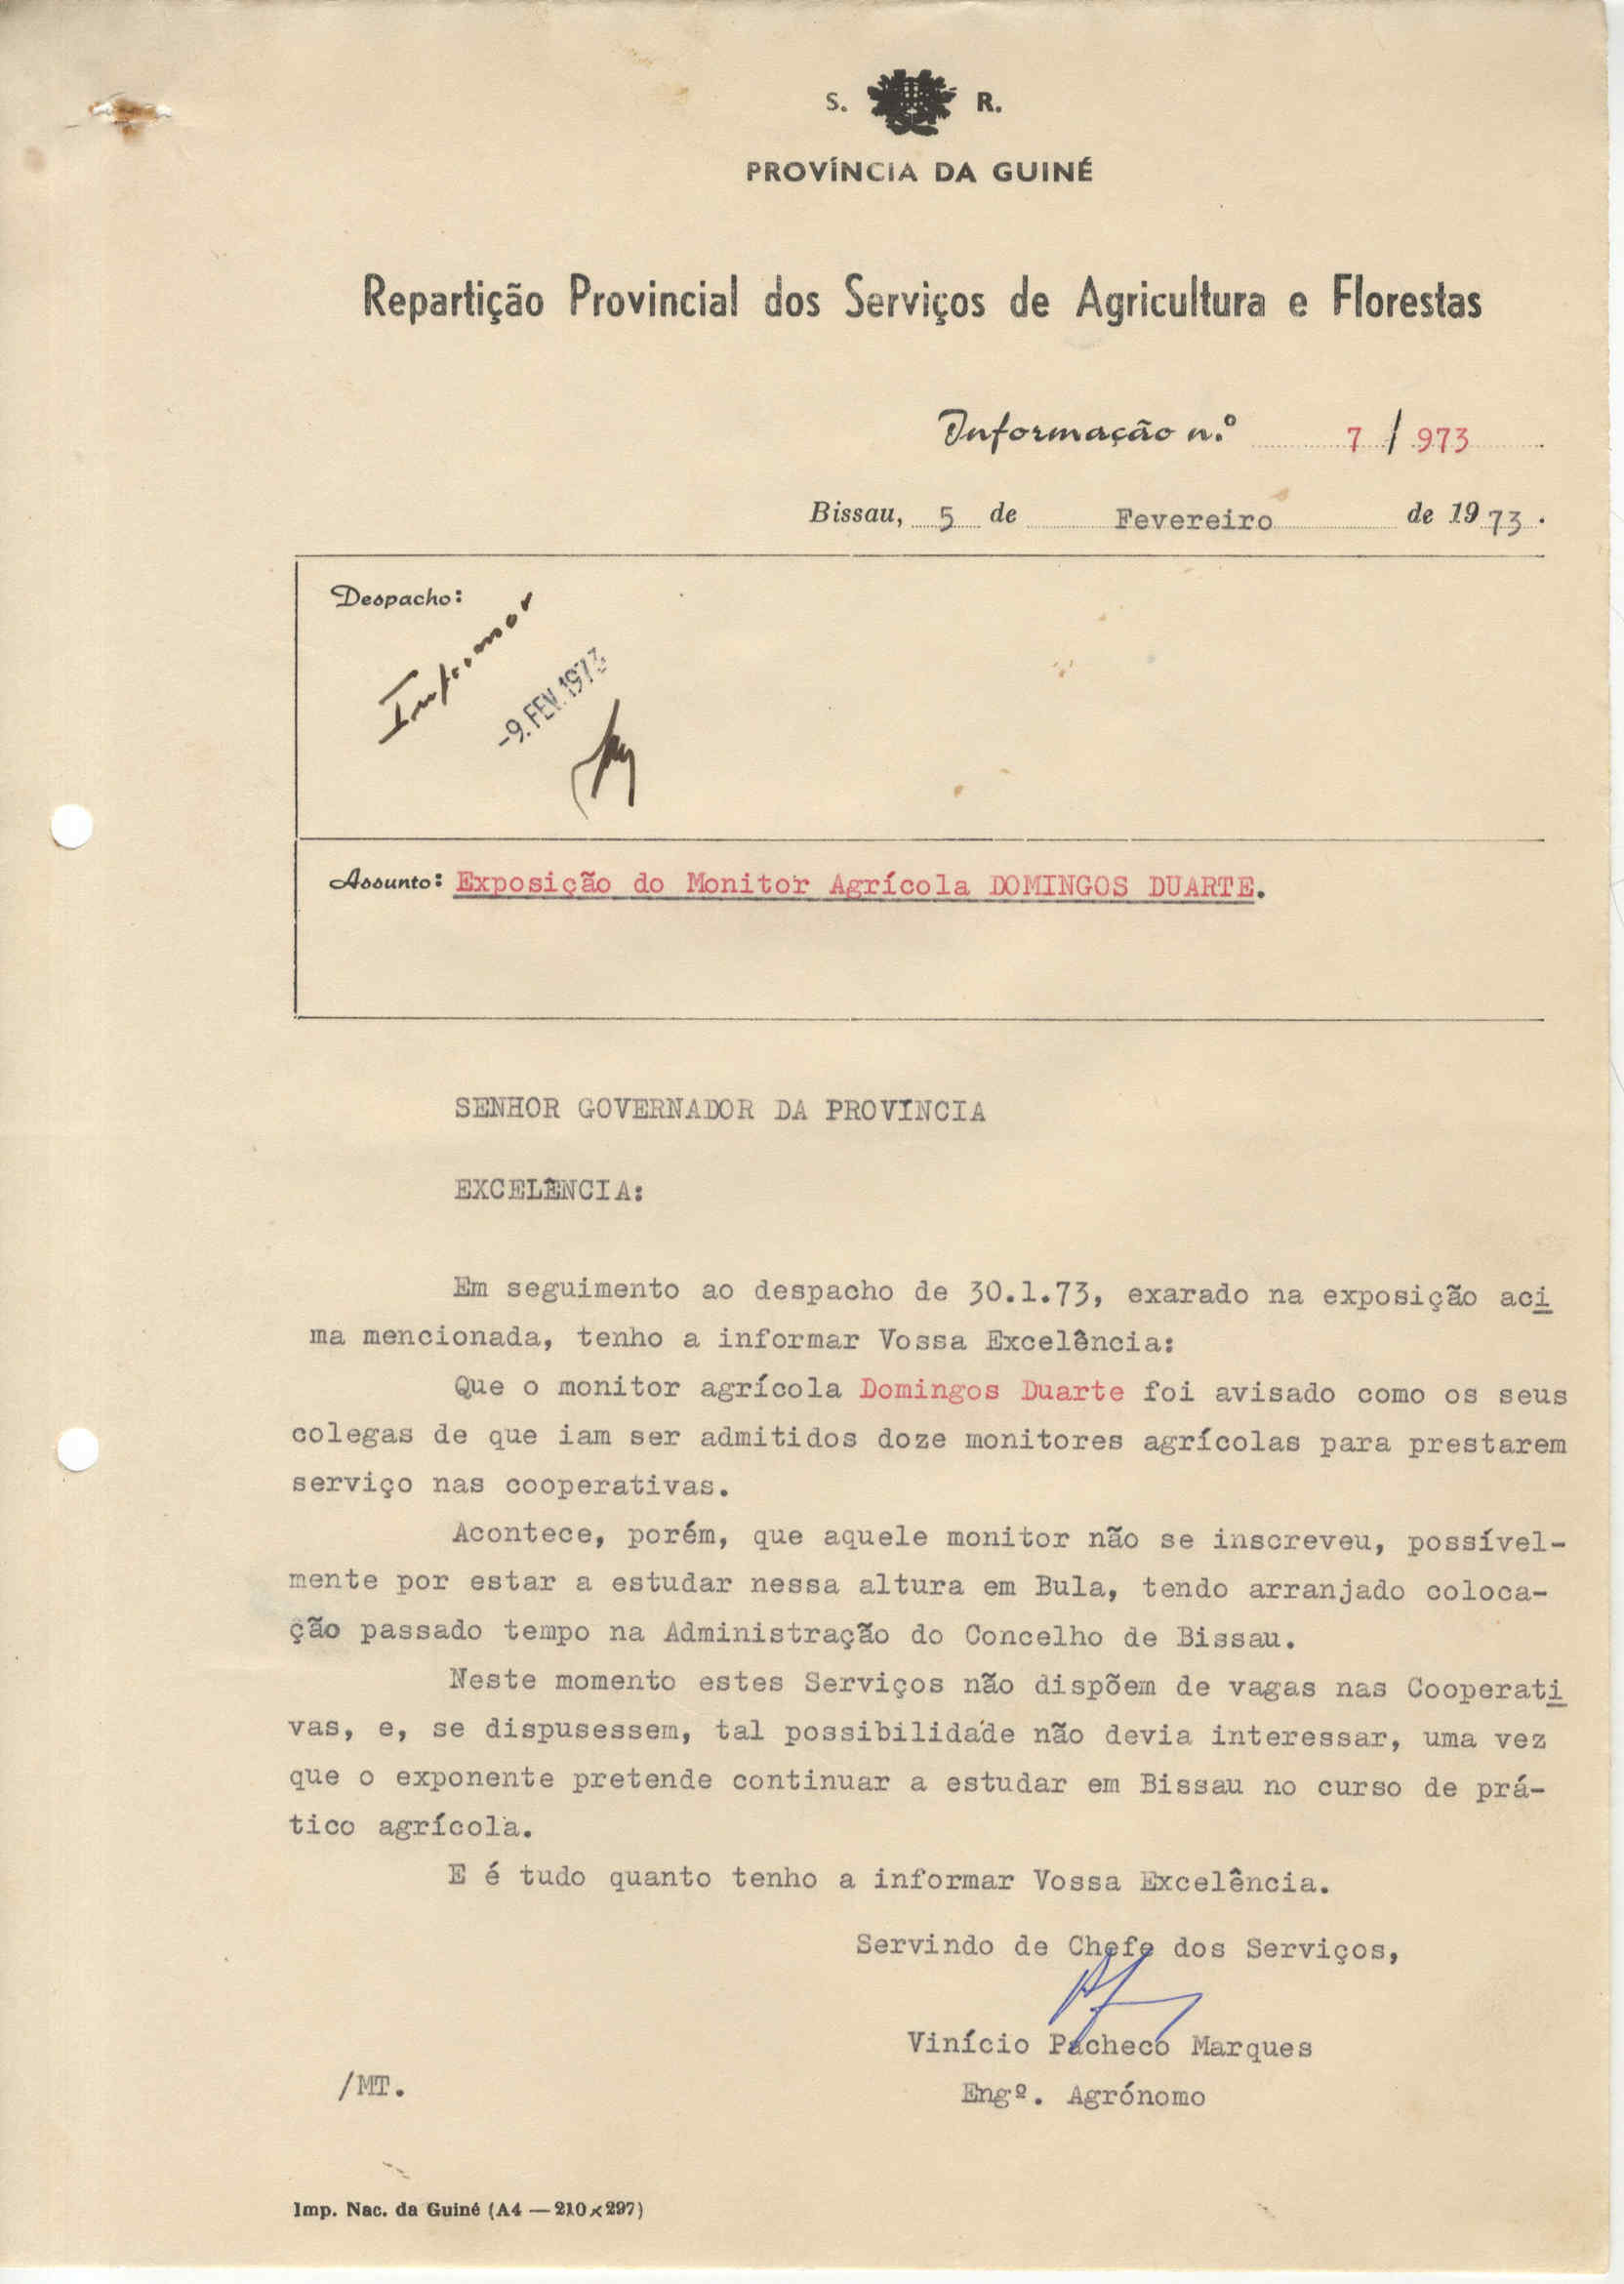 S. R.
PROVÍNCIA DA GUINÉ
Repartição Provincial dos Serviços de Agricultura e Florestas
Informação n.º 7 / 973
Bissau, 5 de Fevereiro de 1973.
Despacho:
Informar
-9. FEV. 1973
Assunto: Exposição do Monitor Agrícola DOMINGOS DUARTE.
SENHOR GOVERNADOR DA PROVÍNCIA
EXCELÊNCIA:
Em seguimento ao despacho de 30.1.73, exarado na exposição aci
ma mencionada, tenho a informar Vossa Excelência:
Que o monitor agrícola Domingos Duarte foi avisado como os seus
colegas de que iam ser admitidos doze monitores agrícolas para prestarem
serviço nas cooperativas.
Acontece, porém, que aquele monitor não se inscreveu, possível-
mente por estar a estudar nessa altura em Bula, tendo arranjado coloca-
ção passado tempo na Administração do Concelho de Bissau.
Neste momento estes Serviços não dispõem de vagas nas Cooperati
vas, e, se dispusessem, tal possibilidade não devia interessar, uma vez
que o exponente pretende continuar a estudar em Bissau no curso de prá-
tico agrícola.
E é tudo quanto tenho a informar Vossa Excelência.
Servindo de Chefe dos Serviços,
Vinício Pacheco Marques
Engº. Agrónomo
/MT.
Imp. Nac. da Guiné (A4 — 210×297)